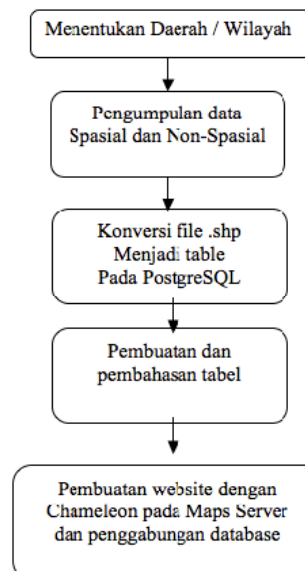 Menentukan Daerah / Wilayah
Pengumpulan data
Spasial dan Non-Spasial
Konversi file .shp
Menjadi table
Pada PostgreSQL
Pembuatan dan
pembahasan tabel
Pembuatan website dengan
Chameleon pada Maps Server
dan penggabungan database